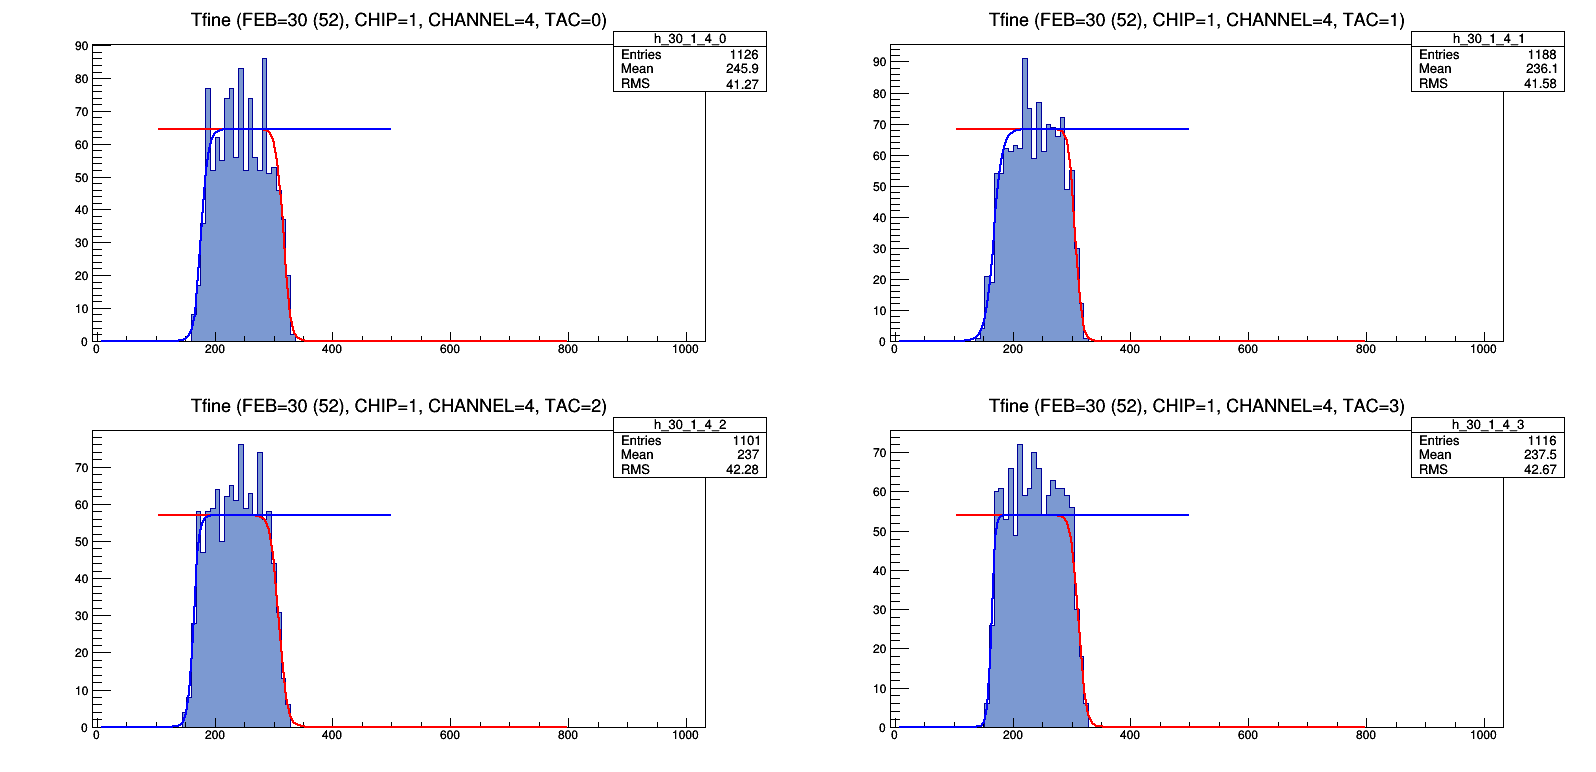 Tfine (FEB=30 (52), CHIP=1, CHANNEL=4, TAC=0)
h_30_1_4_0
Entries 1126
Mean 245.9
RMS 41.27
90
80
70
60
50
40
30
20
10
0
0 200 400 600 800 1000
Tfine (FEB=30 (52), CHIP=1, CHANNEL=4, TAC=1)
h_30_1_4_1
Entries 1188
Mean 236.1
RMS 41.58
90
80
70
60
50
40
30
20
10
0
0 200 400 600 800 1000
Tfine (FEB=30 (52), CHIP=1, CHANNEL=4, TAC=2)
h_30_1_4_2
Entries 1101
Mean 237
RMS 42.28
70
60
50
40
30
20
10
0
0 200 400 600 800 1000
Tfine (FEB=30 (52), CHIP=1, CHANNEL=4, TAC=3)
h_30_1_4_3
Entries 1116
Mean 237.5
RMS 42.67
70
60
50
40
30
20
10
0
0 200 400 600 800 1000